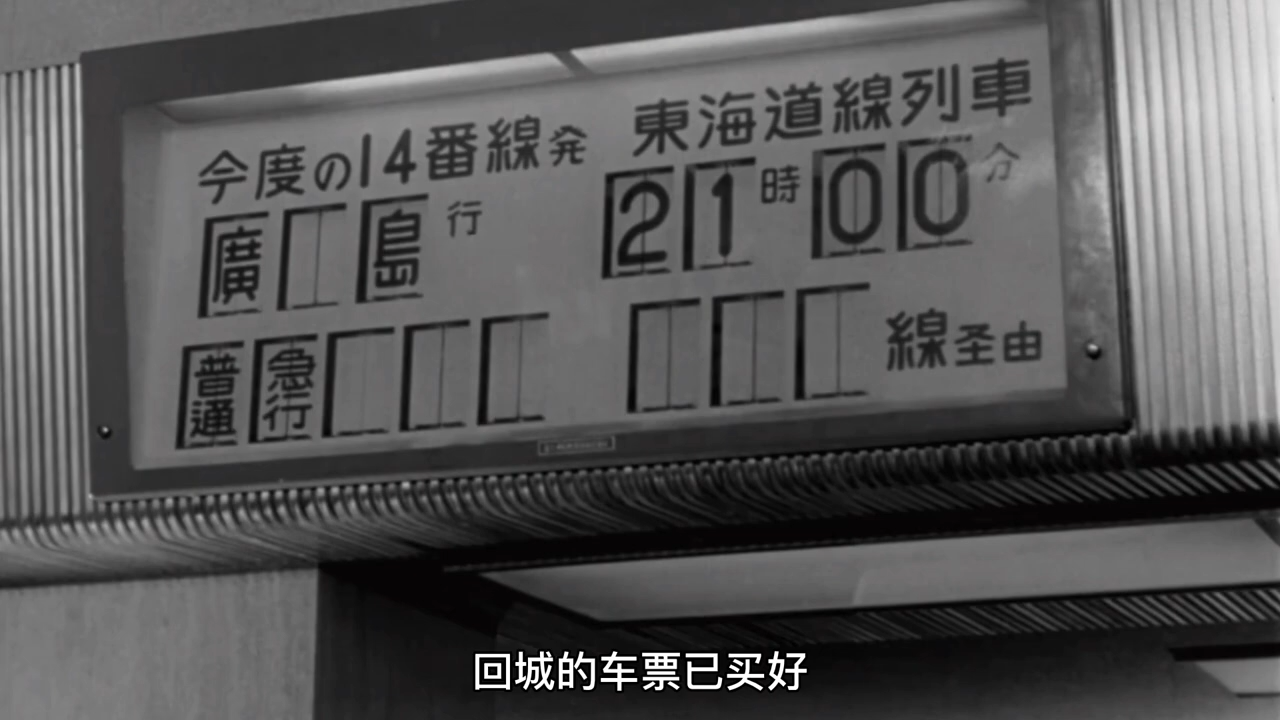 今度の14番線発 東海道線列車
廣島行 21時00分
普通急行 線圣由
回城的车票已买好